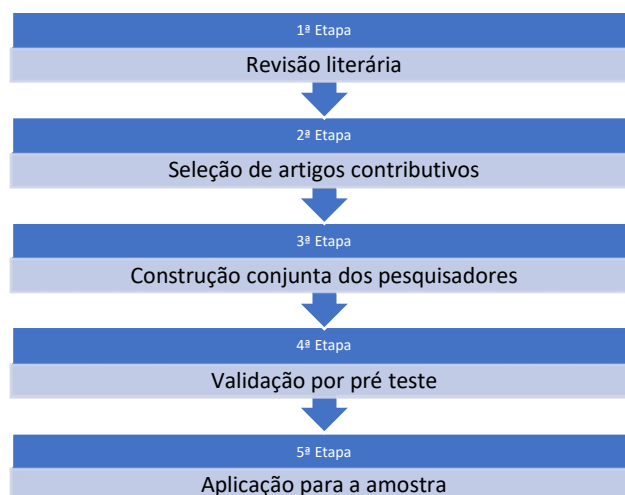 1ª Etapa
Revisão literária
2ª Etapa
Seleção de artigos contributivos
3ª Etapa
Construção conjunta dos pesquisadores
4ª Etapa
Validação por pré teste
5ª Etapa
Aplicação para a amostra